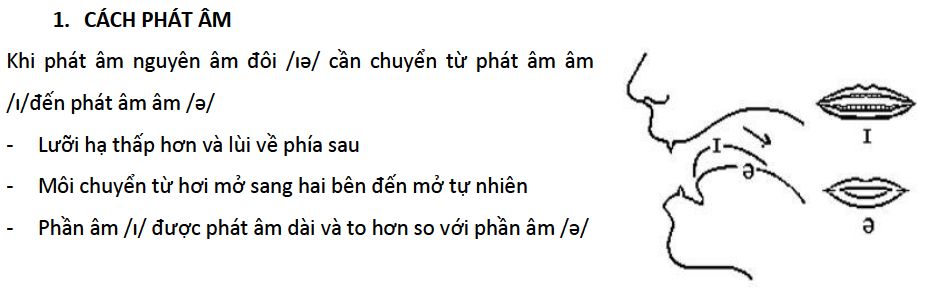 1. CÁCH PHÁT ÂM
Khi phát âm nguyên âm đôi /ɪə/ cần chuyển từ phát âm âm
/ɪ/đến phát âm âm /ə/
- Lưỡi hạ thấp hơn và lùi về phía sau
- Môi chuyển từ hơi mở sang hai bên đến mở tự nhiên
- Phần âm /ɪ/ được phát âm dài và to hơn so với phần âm /ə/
I
ə
I
ə